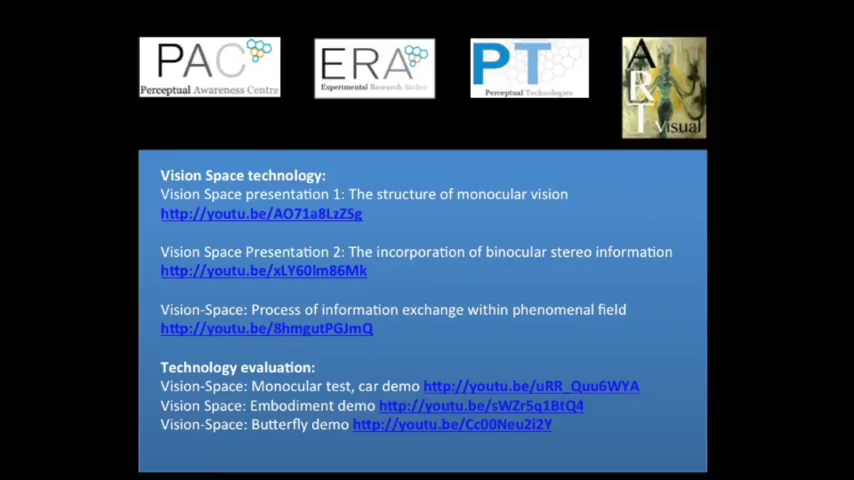 PAC
Perceptual Awareness Centre
ERA
Experimental Research Atelier
PT
Perceptual Technologies
ART
Visual
Vision Space technology:
Vision Space presentation 1: The structure of monocular vision
http://youtu.be/AO71a8LzZSg
Vision Space Presentation 2: The incorporation of binocular stereo information
http://youtu.be/xLY60lm86Mk
Vision-Space: Process of information exchange within phenomenal field
http://youtu.be/8hmgutPGJmQ
Technology evaluation:
Vision-Space: Monocular test, car demo http://youtu.be/uRR_Quu6WYA
Vision Space: Embodiment demo http://youtu.be/sWZr5q1BtQ4
Vision-Space: Butterfly demo http://youtu.be/Cc00Neu2i2Y